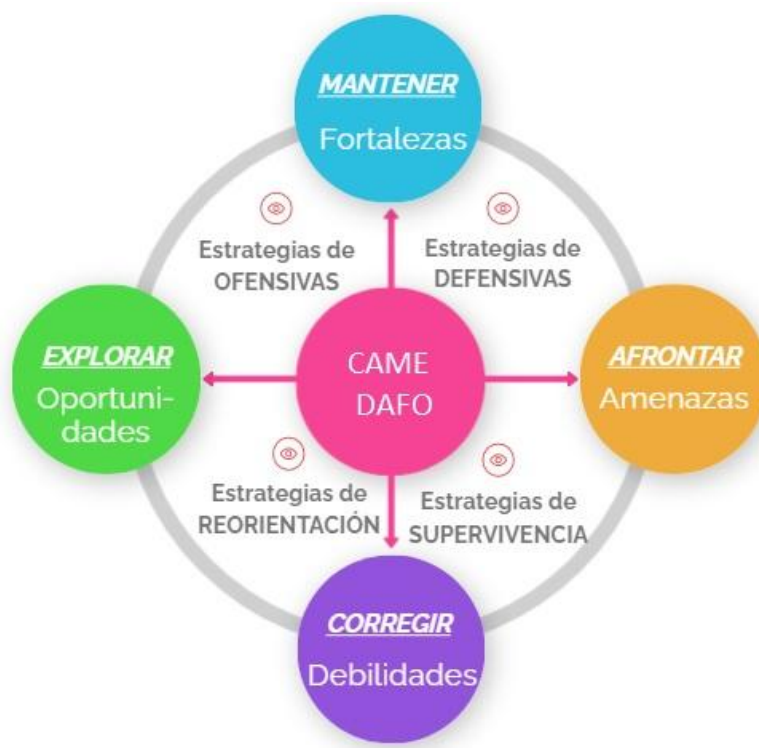 MANTENER
Fortalezas
Estrategias de
OFENSIVAS
Estrategias de
DEFENSIVAS
EXPLORAR
Oportuni-
dades
CAME
DAFO
AFRONTAR
Amenazas
Estrategias de
REORIENTACIÓN
Estrategias de
SUPERVIVENCIA
CORREGIR
Debilidades